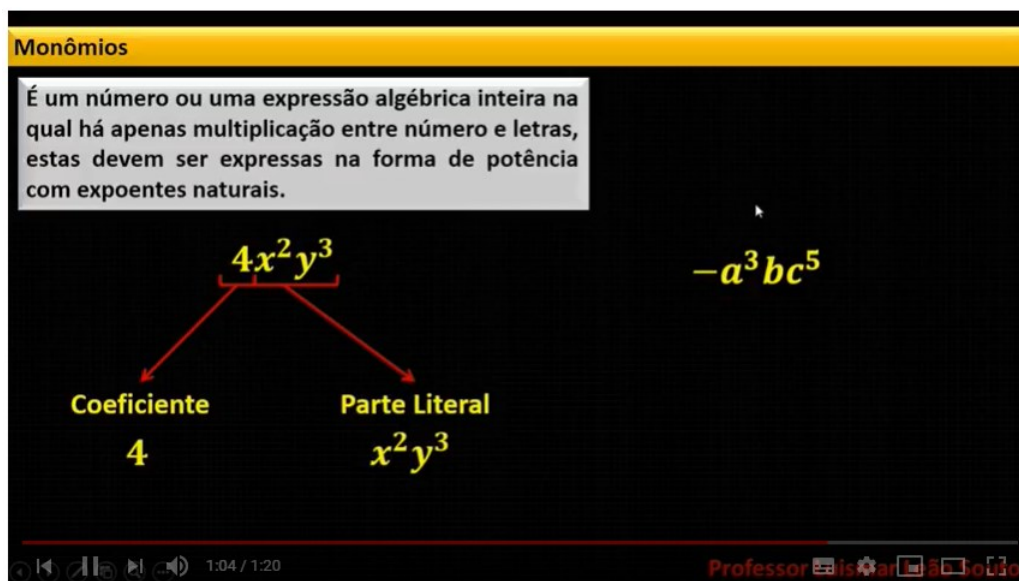 Monômios
É um número ou uma expressão algébrica inteira na
qual há apenas multiplicação entre número e letras,
estas devem ser expressas na forma de potência
com expoentes naturais.
4x²y³
−a³bc⁵
Coeficiente
Parte Literal
4
x²y³
1:04 / 1:20
Professor Leão Souto